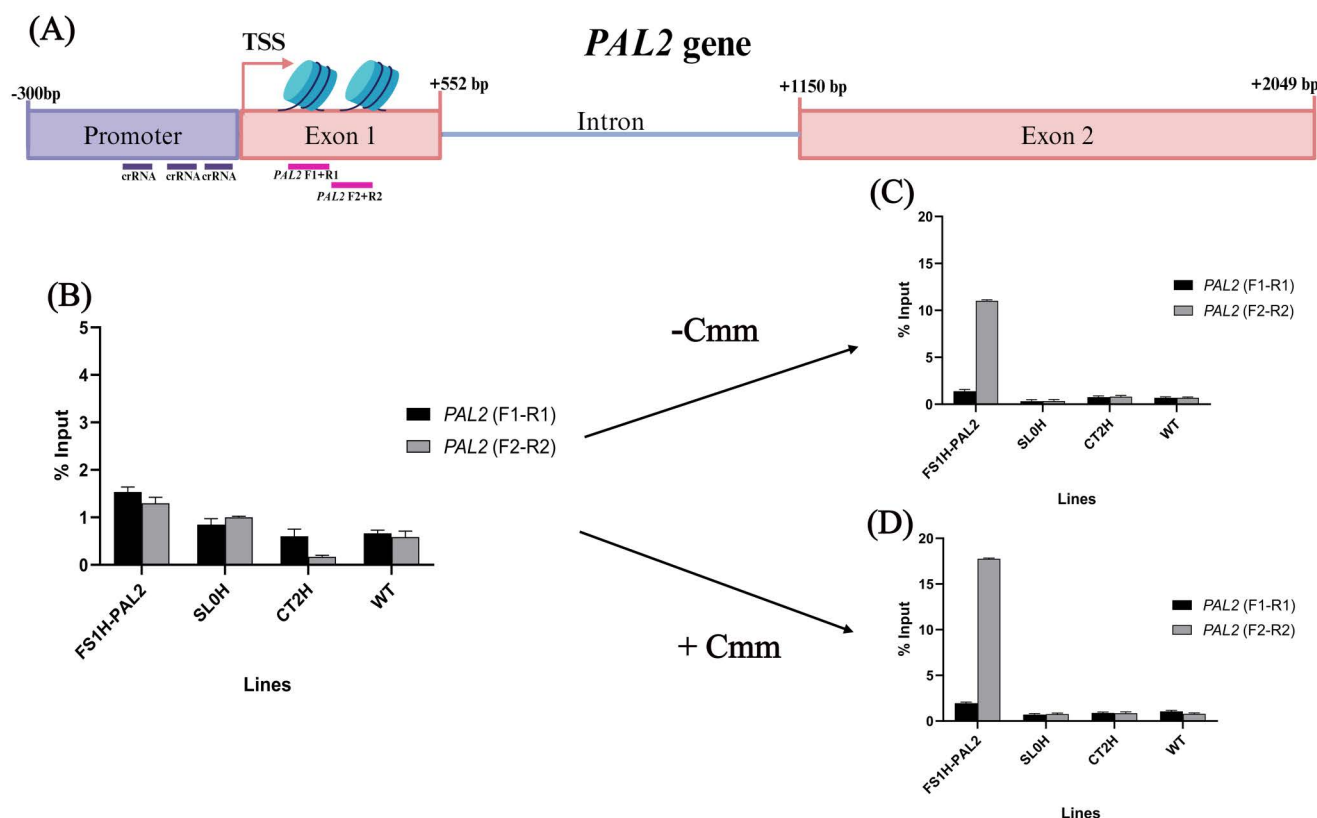 (A)
TSS
PAL2 gene
-300bp
+552 bp
+1150 bp
+2049 bp
Promoter
Exon 1
Intron
Exon 2
crRNA crRNA crRNA
PAL2 F1+R1
PAL2 F2+R2
(B)
% Input
5
4
3
2
1
0
FS1H-PAL2
SL0H
CT2H
WT
Lines
PAL2 (F1-R1)
PAL2 (F2-R2)
-Cmm
+ Cmm
(C)
% Input
20
15
10
5
0
FS1H-PAL2
SL0H
CT2H
WT
Lines
PAL2 (F1-R1)
PAL2 (F2-R2)
(D)
% Input
20
15
10
5
0
FS1H-PAL2
SL0H
CT2H
WT
Lines
PAL2 (F1-R1)
PAL2 (F2-R2)